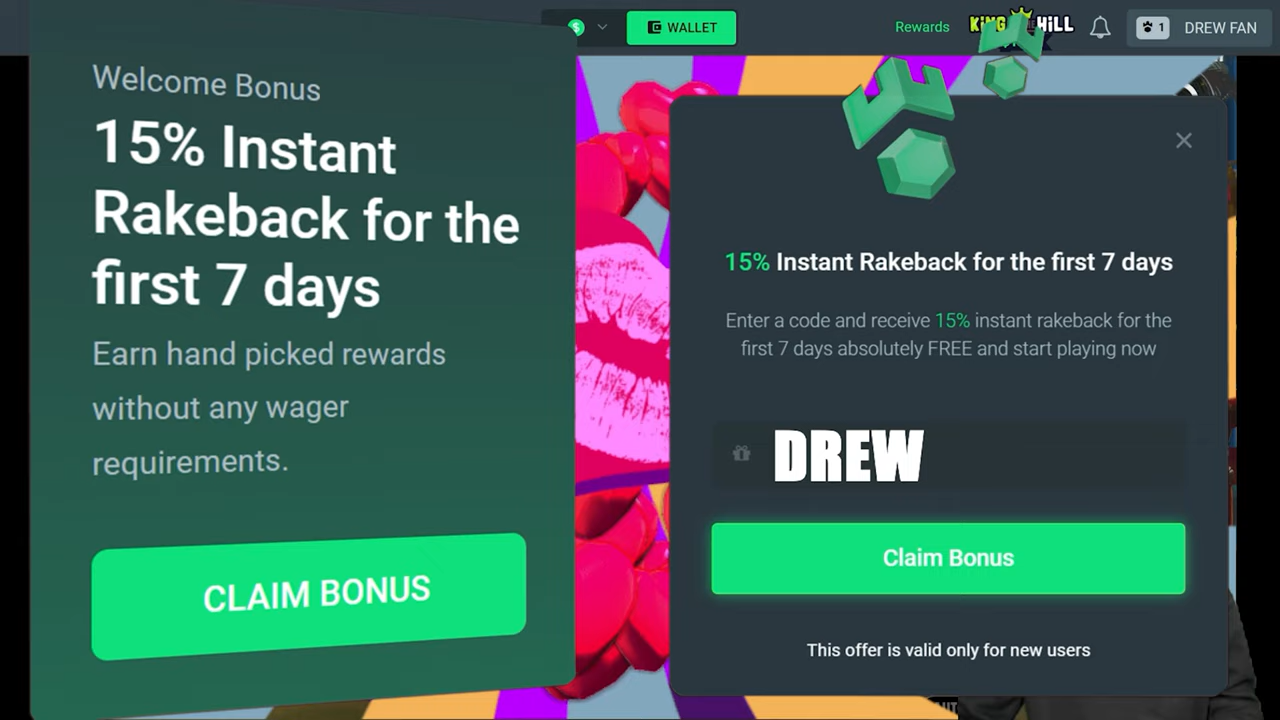 WALLET
Rewards
KING HILL
1
DREW FAN
Welcome Bonus
15% Instant
Rakeback for the
first 7 days
Earn hand picked rewards
without any wager
requirements.
CLAIM BONUS
15% Instant Rakeback for the first 7 days
Enter a code and receive 15% instant rakeback for the
first 7 days absolutely FREE and start playing now
DREW
Claim Bonus
This offer is valid only for new users